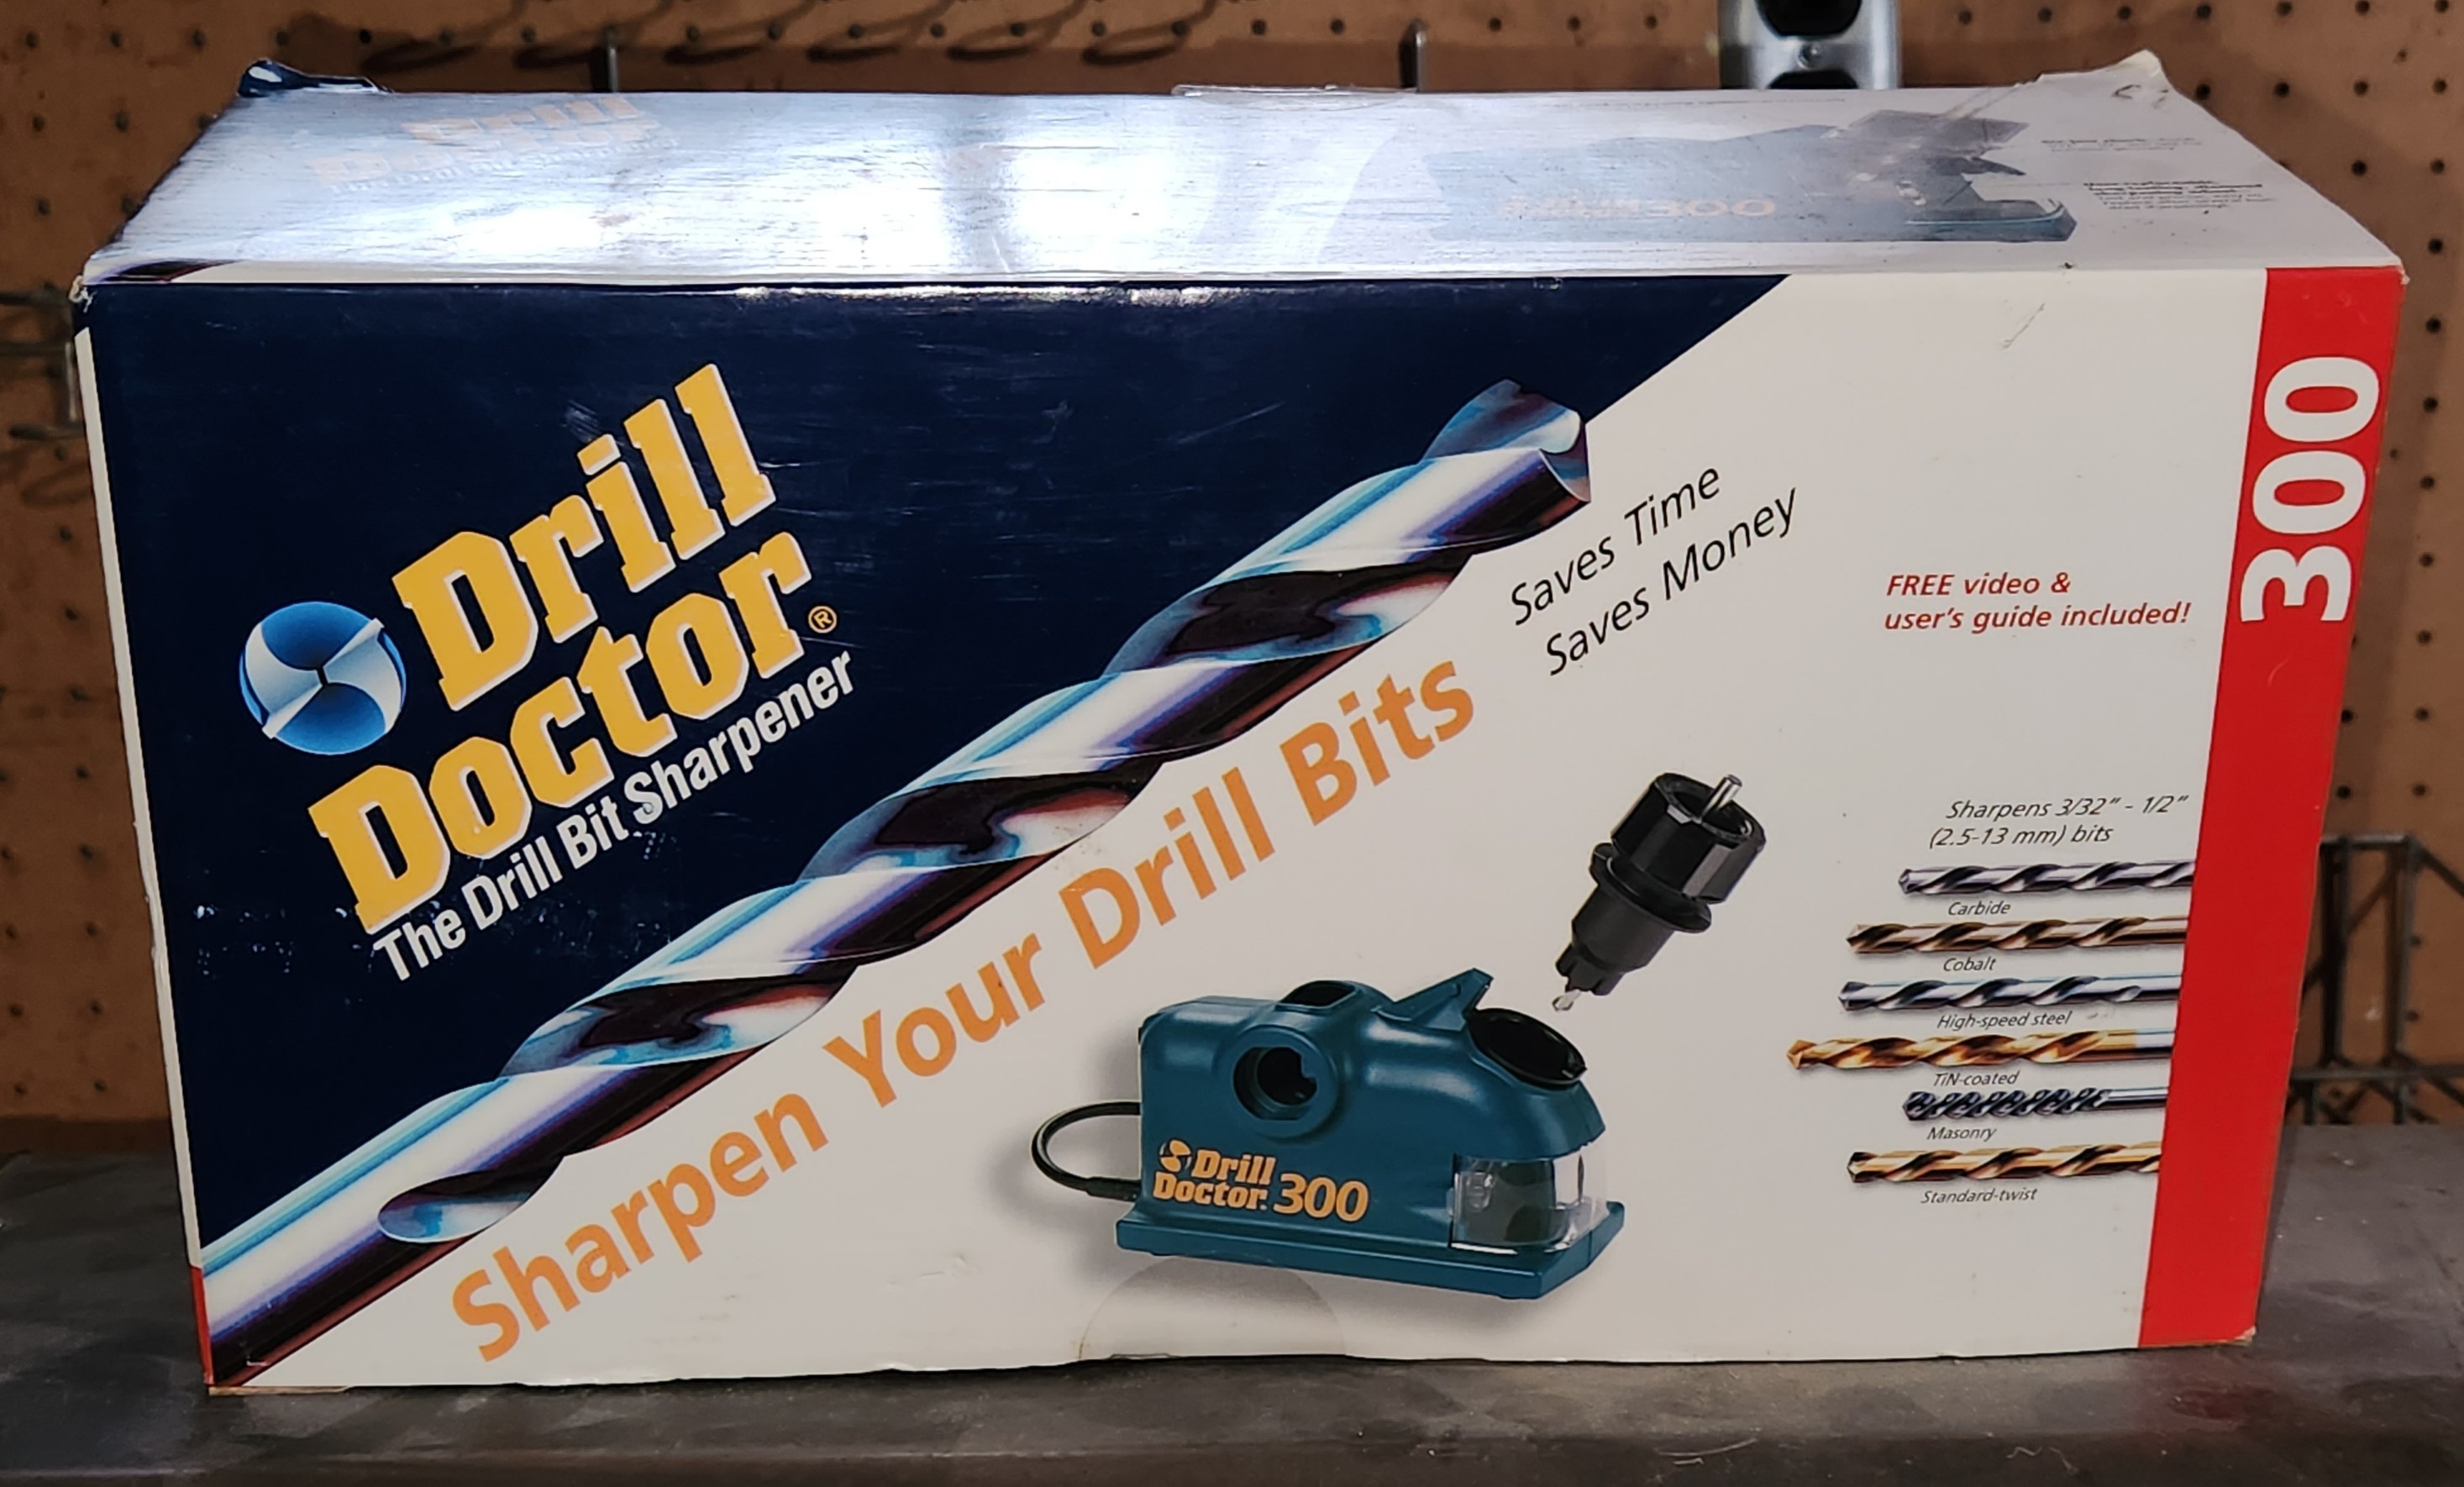 Drill
Doctor®
The Drill Bit Sharpener
Sharpen Your Drill Bits
Saves Time
Saves Money
FREE video &
user's guide included!
300
Sharpens 3/32" - 1/2"
(2.5-13 mm) bits
Carbide
Cobalt
High-speed steel
TiN-coated
Masonry
Standard-twist
Drill
Doctor. 300